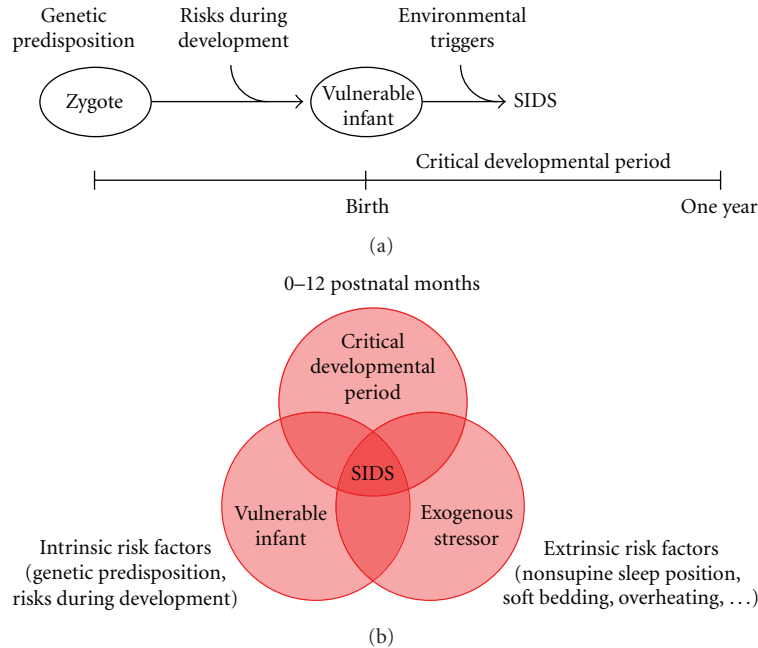 Genetic
predisposition
Risks during
development
Environmental
triggers
Zygote
Vulnerable
infant
SIDS
Critical developmental period
Birth
One year
(a)
0–12 postnatal months
Critical
developmental
period
SIDS
Vulnerable
infant
Exogenous
stressor
Intrinsic risk factors
(genetic predisposition,
risks during development)
Extrinsic risk factors
(nonsupine sleep position,
soft bedding, overheating, . . .)
(b)